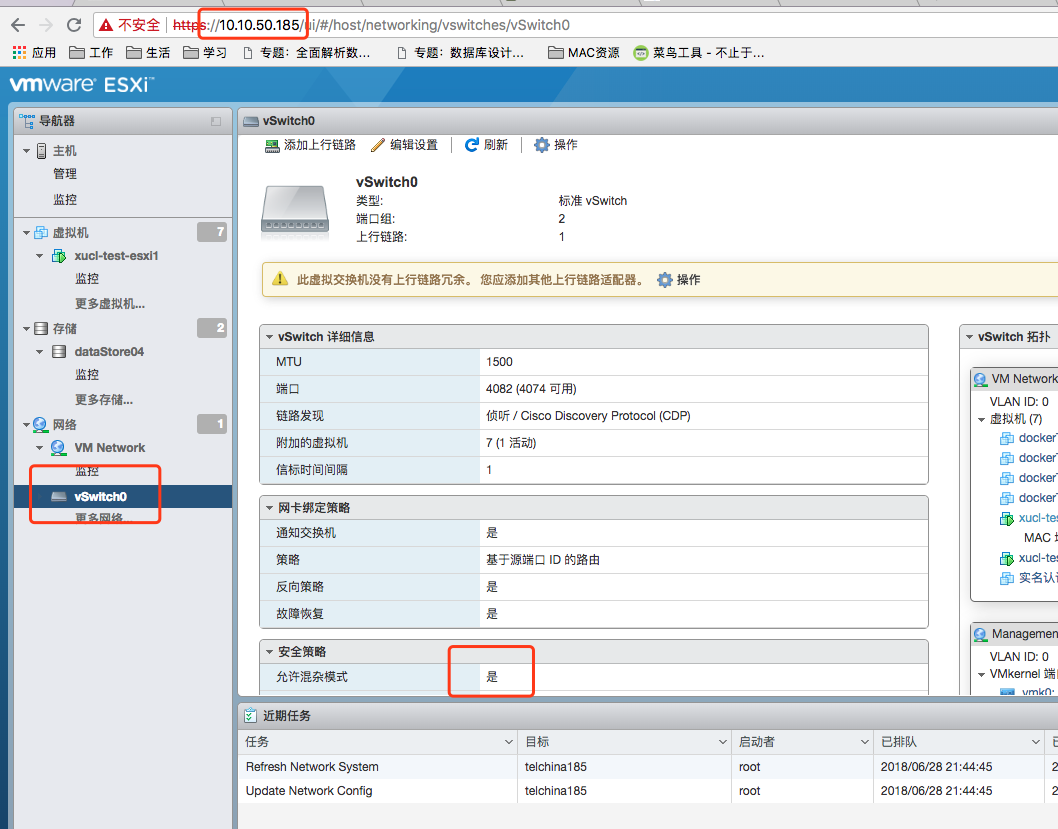 不安全 https://10.10.50.185/ui/#/host/networking/vswitches/vSwitch0
应用 工作 生活 学习 专题：全面解析数... 专题：数据库设计... MAC资源 菜鸟工具 - 不止于...
vmware ESXi™
导航器
主机
管理
监控
虚拟机 7
xucl-test-esxi1
监控
更多虚拟机...
存储 2
dataStore04
监控
更多存储...
网络 1
VM Network
监控
vSwitch0
更多网络...
vSwitch0
添加上行链路 编辑设置 刷新 操作
vSwitch0
类型: 标准 vSwitch
端口组: 2
上行链路: 1
此虚拟交换机没有上行链路冗余。 您应添加其他上行链路适配器。 操作
vSwitch 详细信息
MTU 1500
端口 4082 (4074 可用)
链路发现 侦听 / Cisco Discovery Protocol (CDP)
附加的虚拟机 7 (1 活动)
信标时间间隔 1
网卡绑定策略
通知交换机 是
策略 基于源端口 ID 的路由
反向策略 是
故障恢复 是
安全策略
允许混杂模式 是
vSwitch 拓扑
VM Network
VLAN ID: 0
虚拟机 (7)
docker
docker
docker
docker
xucl-te
MAC
xucl-te
实名认
Managemen
VLAN ID: 0
VMkernel 端
vmk0:
近期任务
任务 目标 启动者 已排队
Refresh Network System telchina185 root 2018/06/28 21:44:45 2
Update Network Config telchina185 root 2018/06/28 21:44:45 2